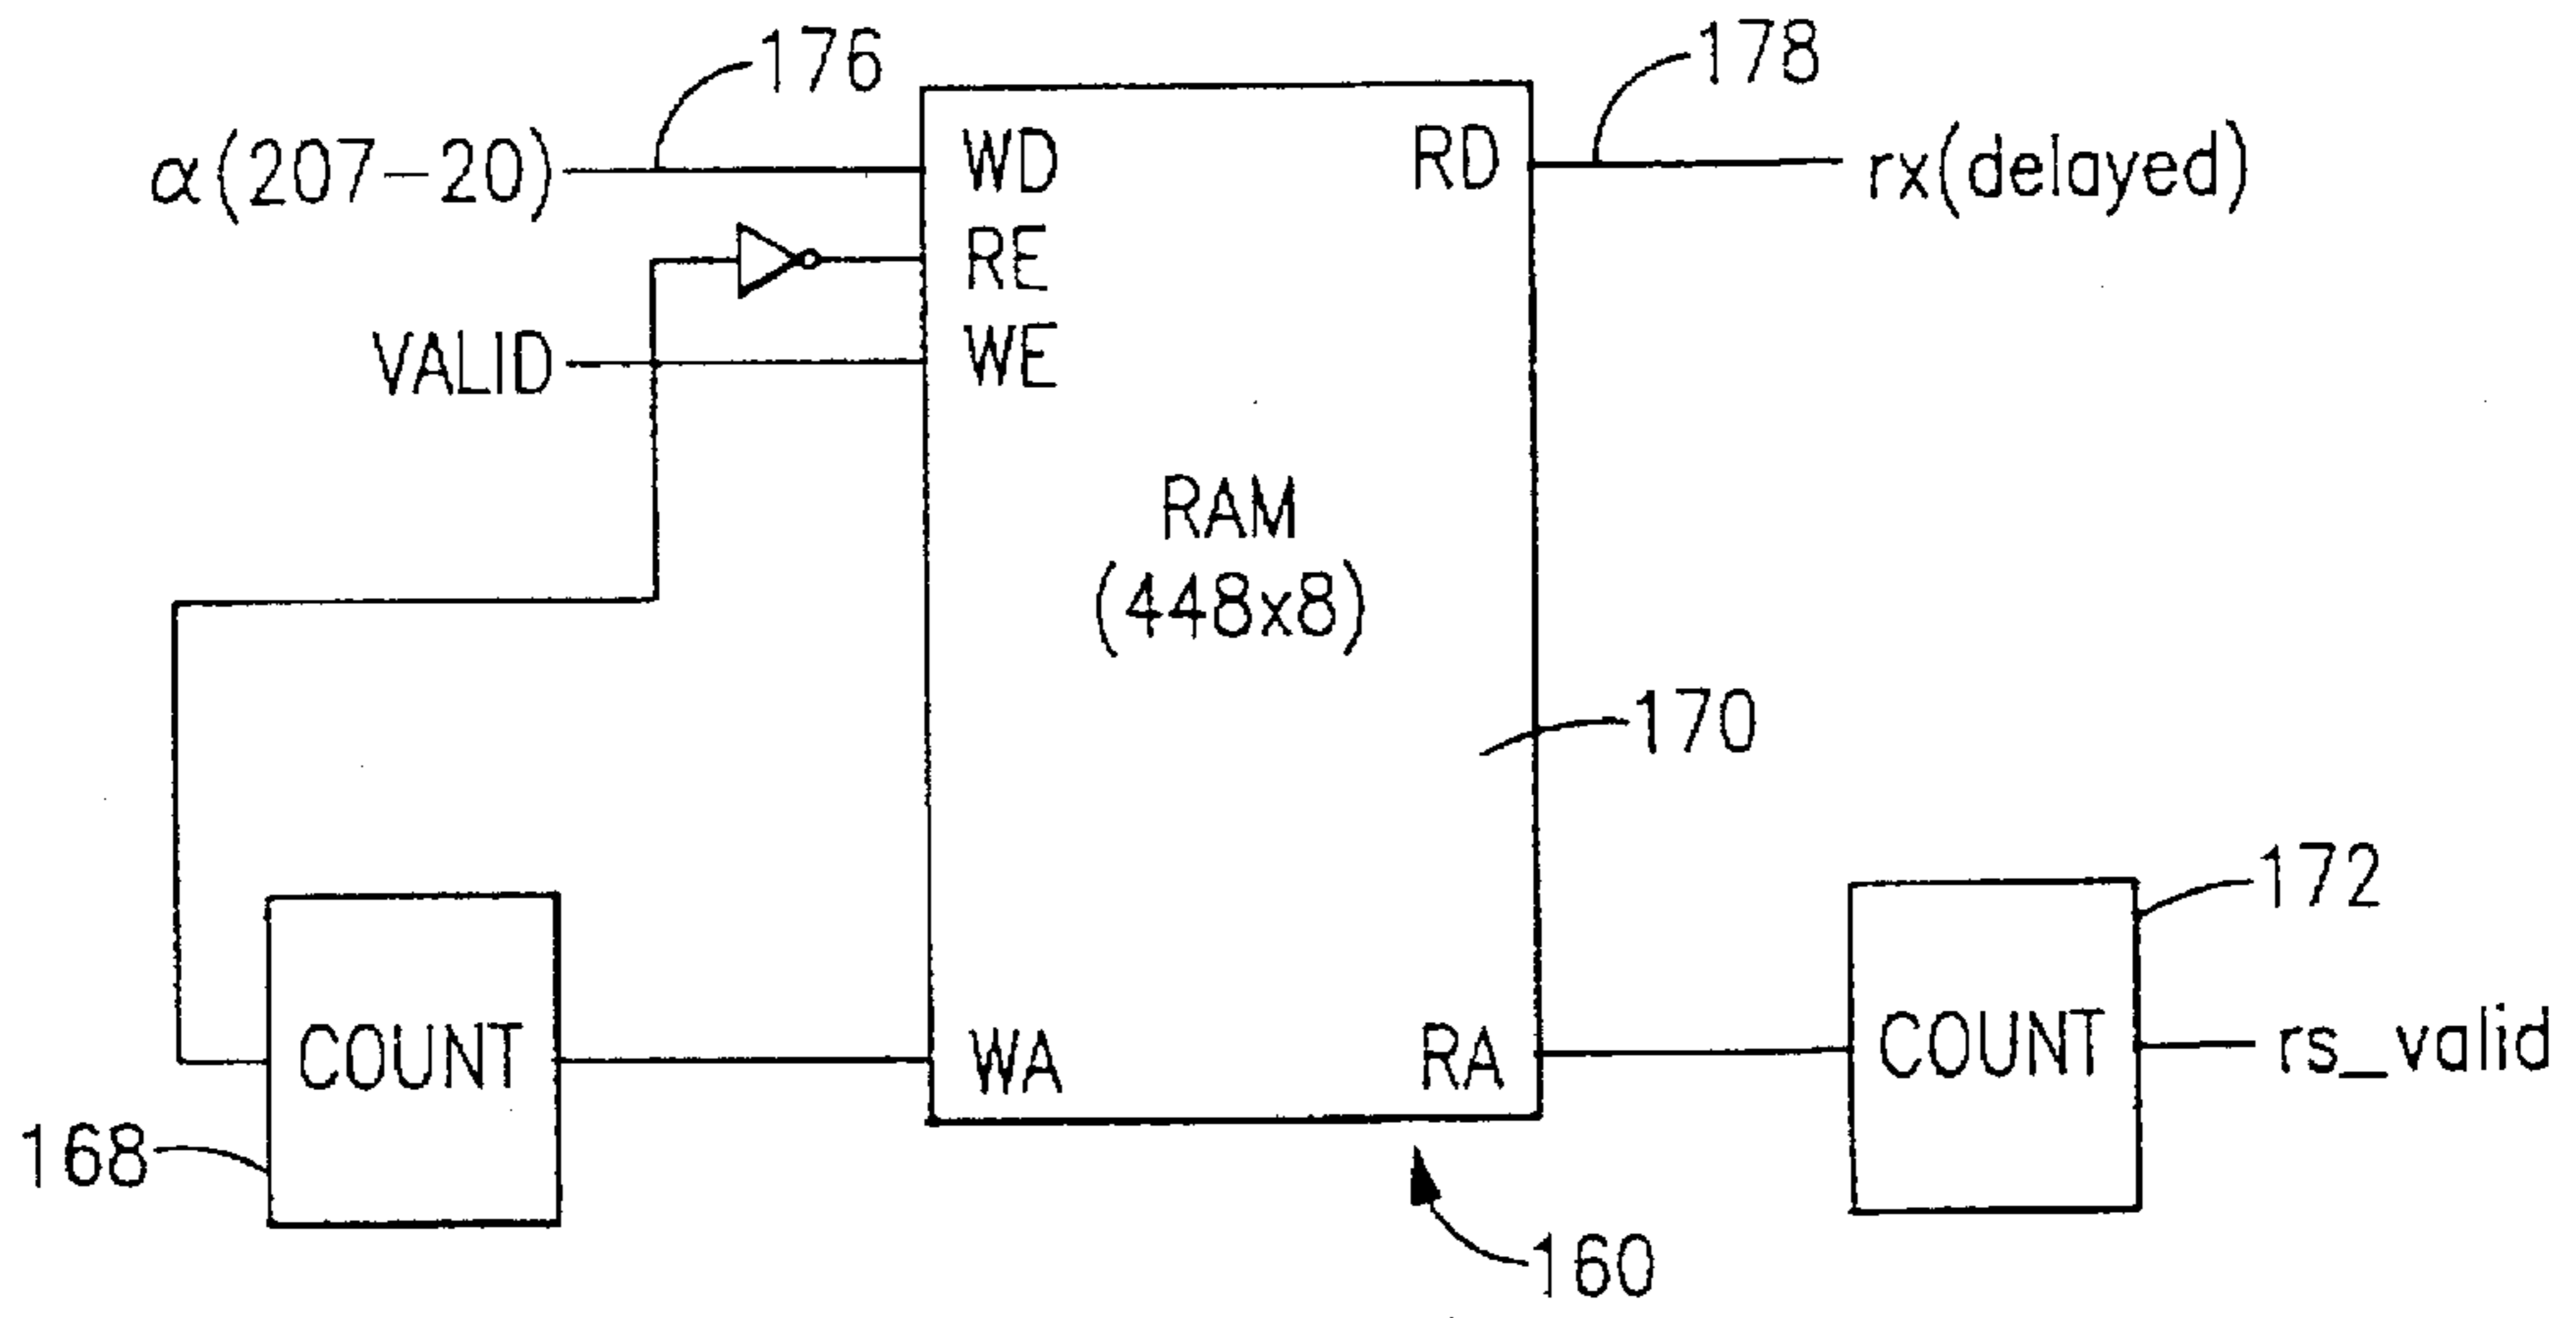 176
178
α(207-20)
WD
RD
rx(delayed)
RE
VALID
WE
RAM
(448x8)
170
172
COUNT
WA
RA
COUNT
rs_valid
168
160